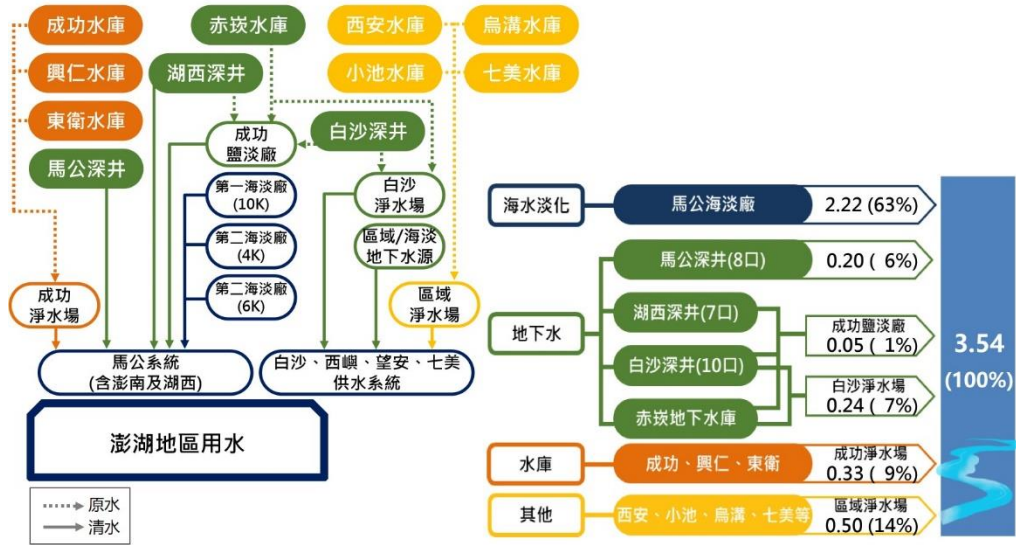 成功水庫
赤崁水庫
西安水庫
烏溝水庫
興仁水庫
湖西深井
小池水庫
七美水庫
東衛水庫
成功
鹽淡廠
白沙深井
馬公深井
第一海淡廠
(10K)
白沙
淨水場
第二海淡廠
(4K)
區域/海淡
地下水源
第二海淡廠
(6K)
成功
淨水場
區域
淨水場
馬公系統
(含澎南及湖西)
白沙、西嶼、望安、七美
供水系統
澎湖地區用水
原水
清水
海水淡化
馬公海淡廠
2.22 (63%)
馬公深井(8口)
0.20 ( 6%)
地下水
湖西深井(7口)
成功鹽淡廠
0.05 ( 1%)
白沙深井(10口)
白沙淨水場
0.24 ( 7%)
赤崁地下水庫
水庫
成功、興仁、東衛
成功淨水場
0.33 ( 9%)
其他
西安、小池、烏溝、七美等
區域淨水場
0.50 (14%)
3.54
(100%)